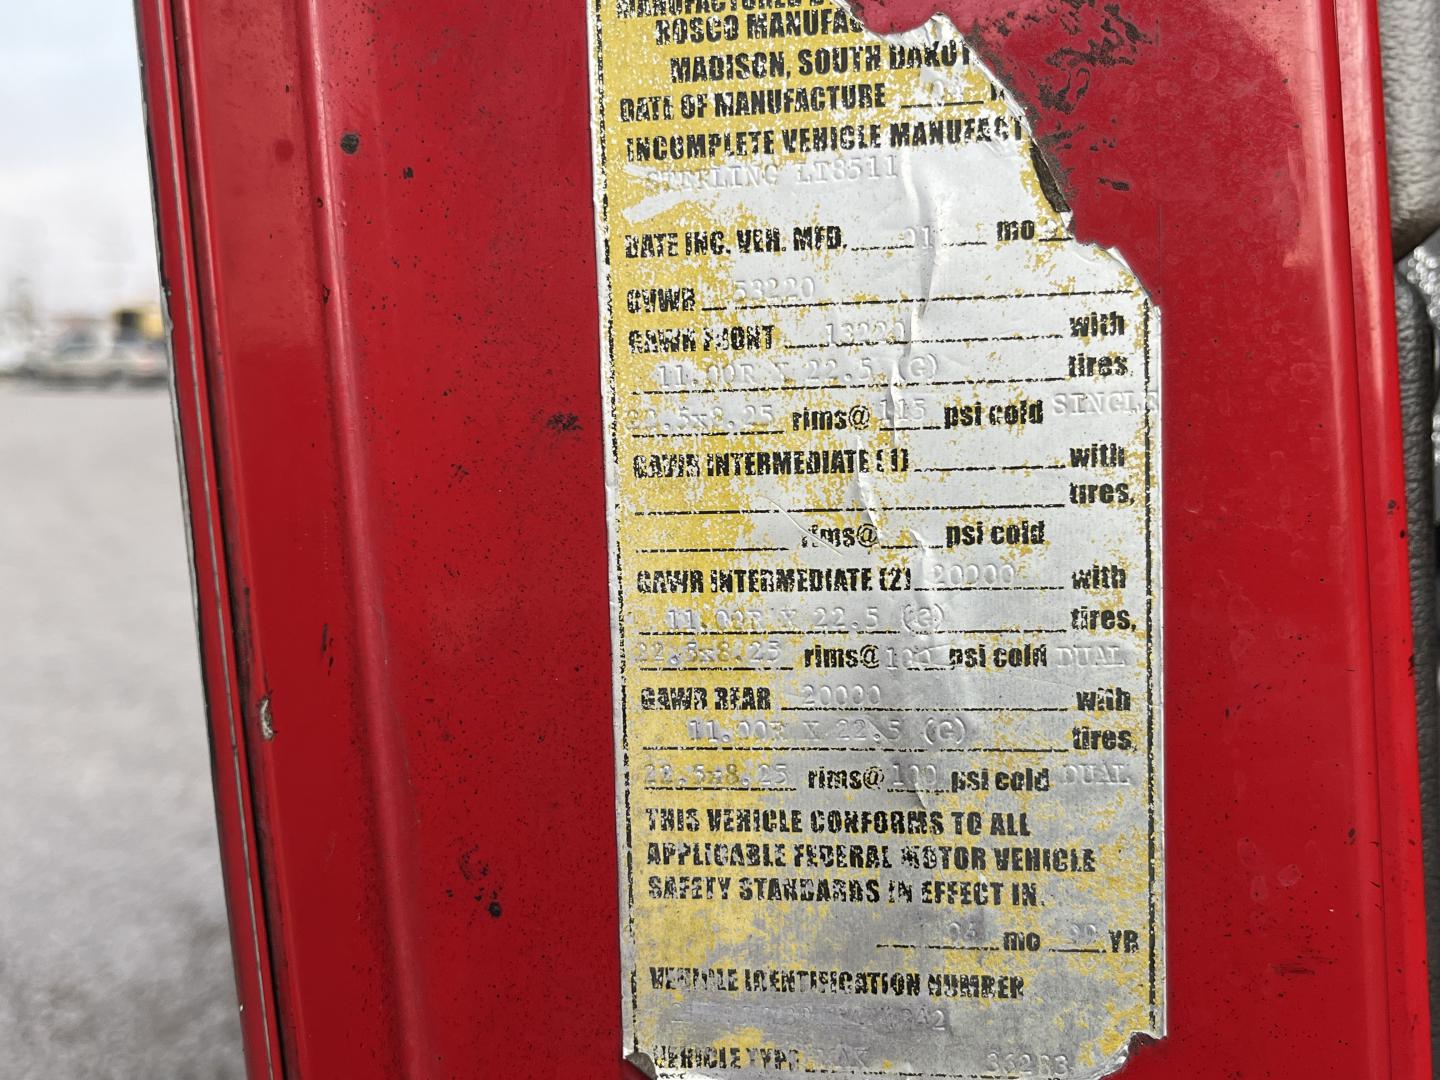 MANUFACTURED B
ROSCO MANUFAC
MADISON, SOUTH DAKOT
DATE OF MANUFACTURE
INCOMPLETE VEHICLE MANUFACT
STERLING LT8511
DATE INC. VEH. MFD. 01 mo
GVWR 53220
GAWR FRONT 13220 with
11.00R X 22.5 (G) tires,
22.5x8.25 rims@ 115 psi cold SINGLE
GAWR INTERMEDIATE (1) with
tires,
rims@ psi cold
GAWR INTERMEDIATE (2) 20000 with
11.00R X 22.5 (G) tires,
22.5x8.25 rims@ 100 psi cold DUAL
GAWR REAR 20000 with
11.00R X 22.5 (G) tires
22.5x8.25 rims@ 100 psi cold DUAL
THIS VEHICLE CONFORMS TO ALL
APPLICABLE FEDERAL MOTOR VEHICLE
SAFETY STANDARDS IN EFFECT IN.
mo YR
VEHICLE IDENTIFICATION NUMBER
VEHICLE TYPE 36283